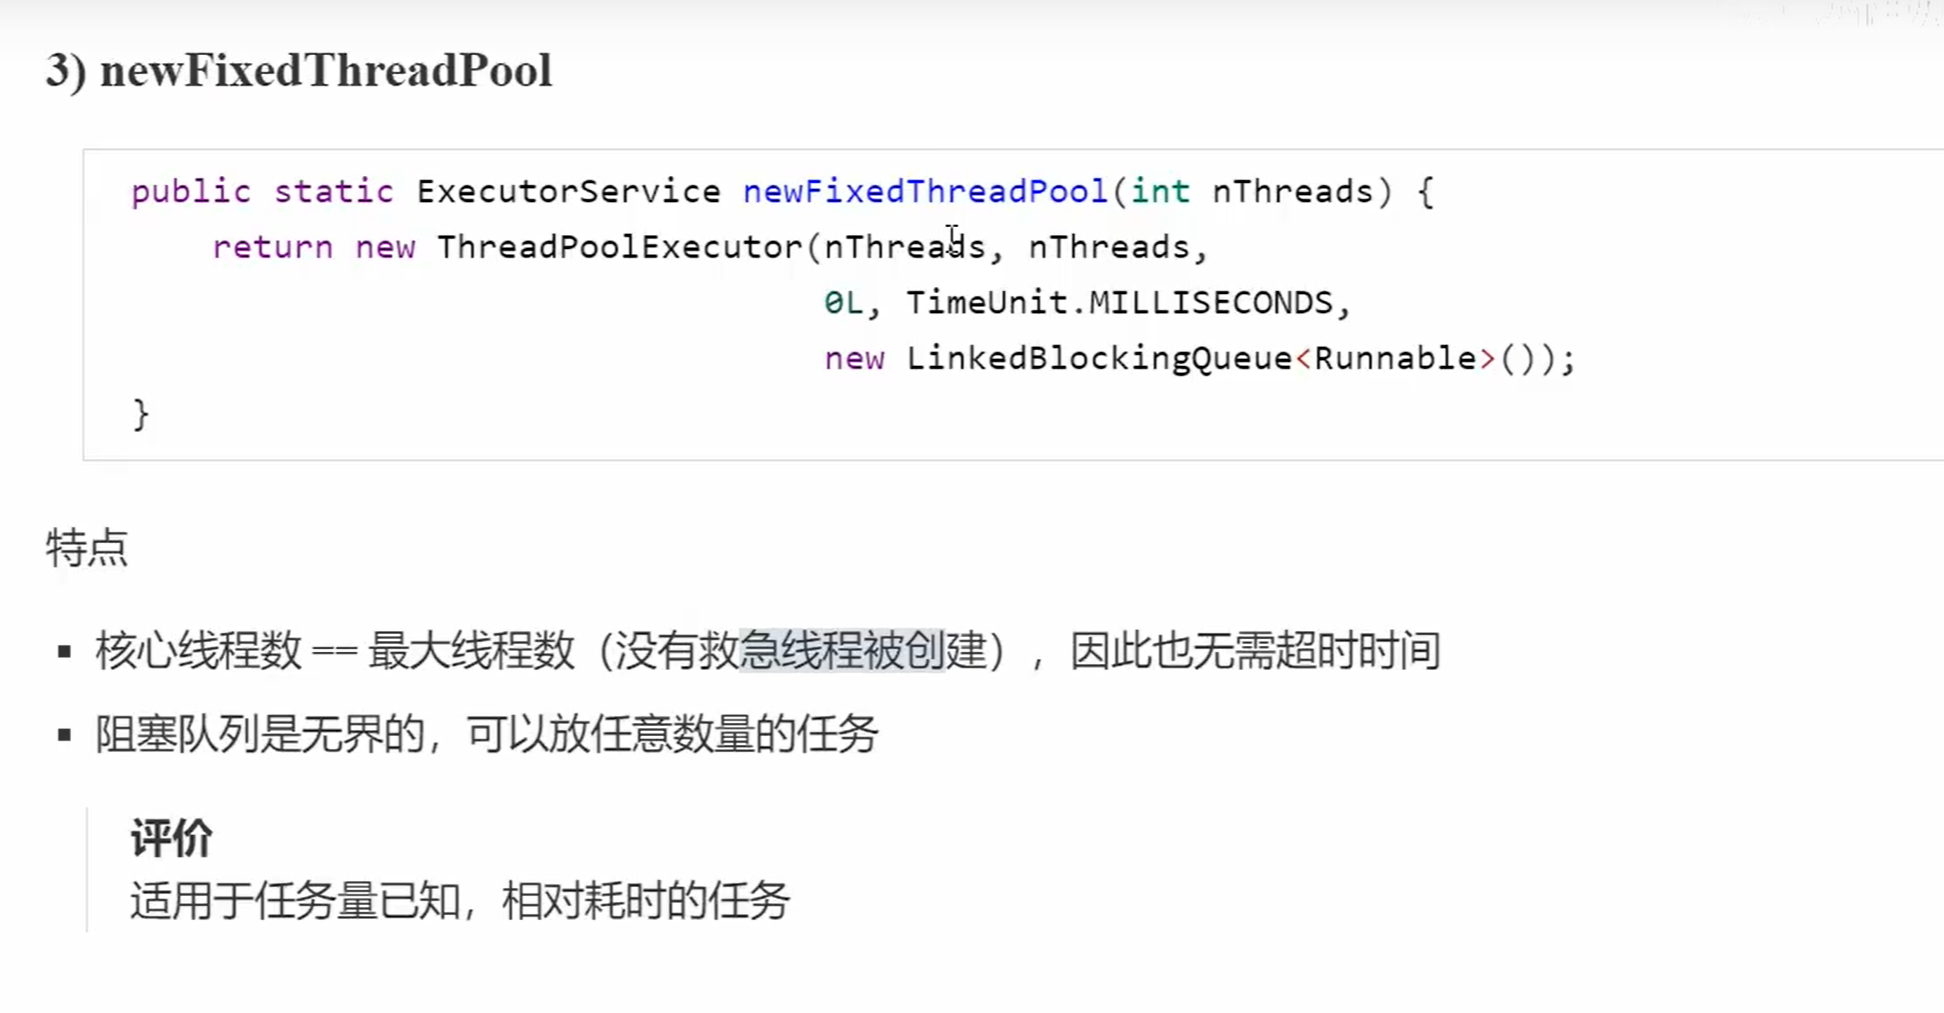 3) newFixedThreadPool
public static ExecutorService newFixedThreadPool(int nThreads) {
return new ThreadPoolExecutor(nThreads, nThreads,
0L, TimeUnit.MILLISECONDS,
new LinkedBlockingQueue<Runnable>());
}
特点
▪ 核心线程数 == 最大线程数（没有救急线程被创建），因此也无需超时时间
▪ 阻塞队列是无界的，可以放任意数量的任务
评价
适用于任务量已知，相对耗时的任务